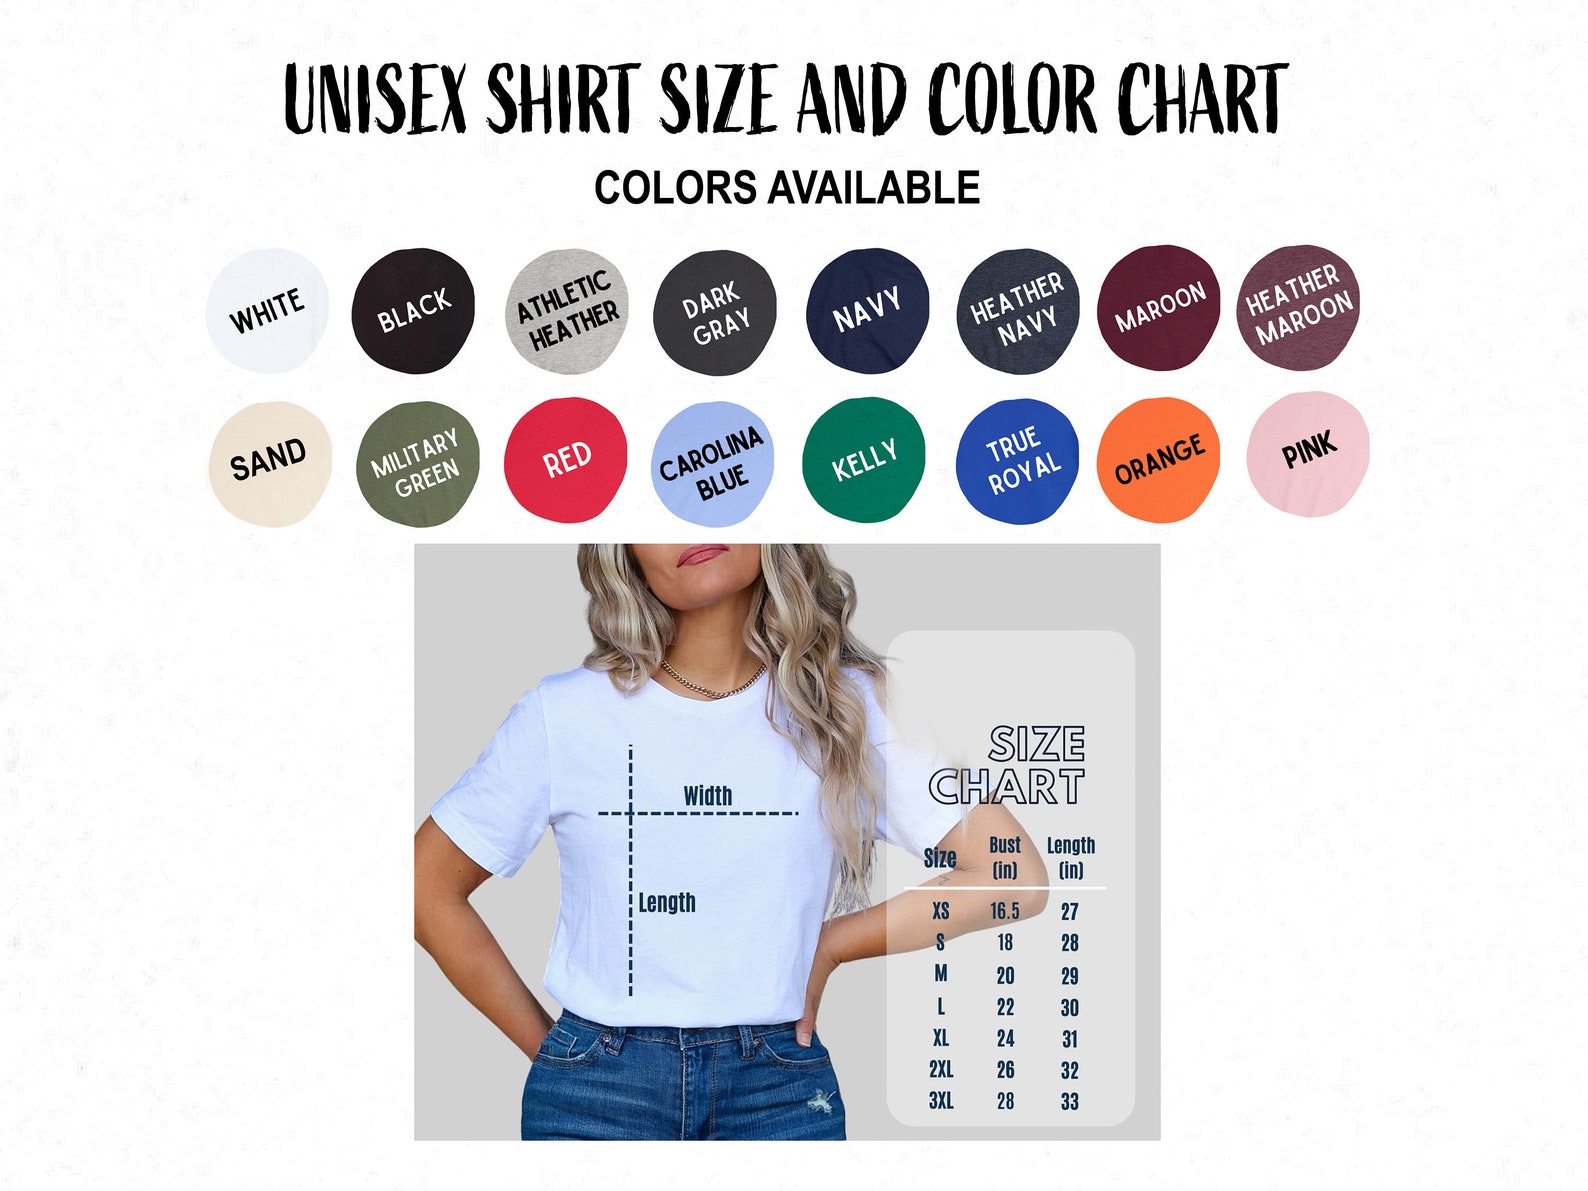 UNISEX SHIRT SIZE AND COLOR CHART
COLORS AVAILABLE
WHITE
BLACK
ATHLETIC
HEATHER
DARK
GRAY
NAVY
HEATHER
NAVY
MAROON
HEATHER
MAROON
SAND
MILITARY
GREEN
RED
CAROLINA
BLUE
KELLY
TRUE
ROYAL
ORANGE
PINK
Width
Length
SIZE
CHART
Size Bust (in) Length (in)
XS 16.5 27
S 18 28
M 20 29
L 22 30
XL 24 31
2XL 26 32
3XL 28 33